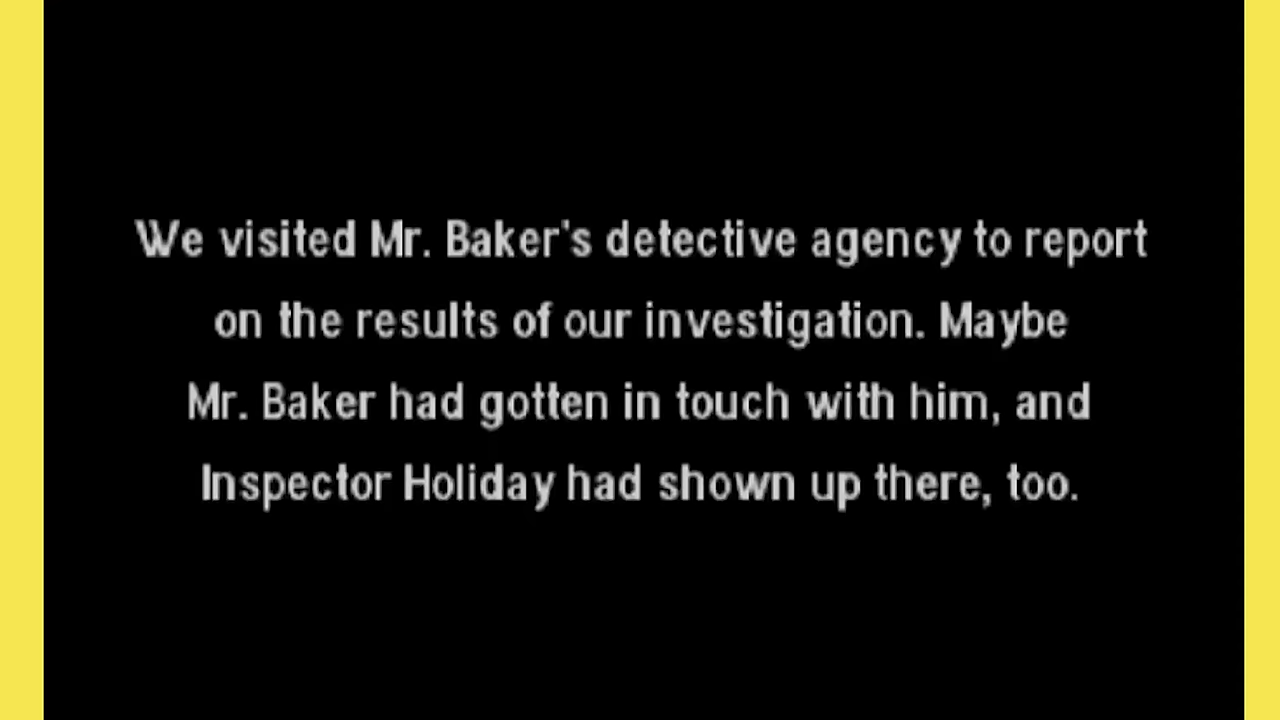 We visited Mr. Baker's detective agency to report
on the results of our investigation. Maybe
Mr. Baker had gotten in touch with him, and
Inspector Holiday had shown up there, too.